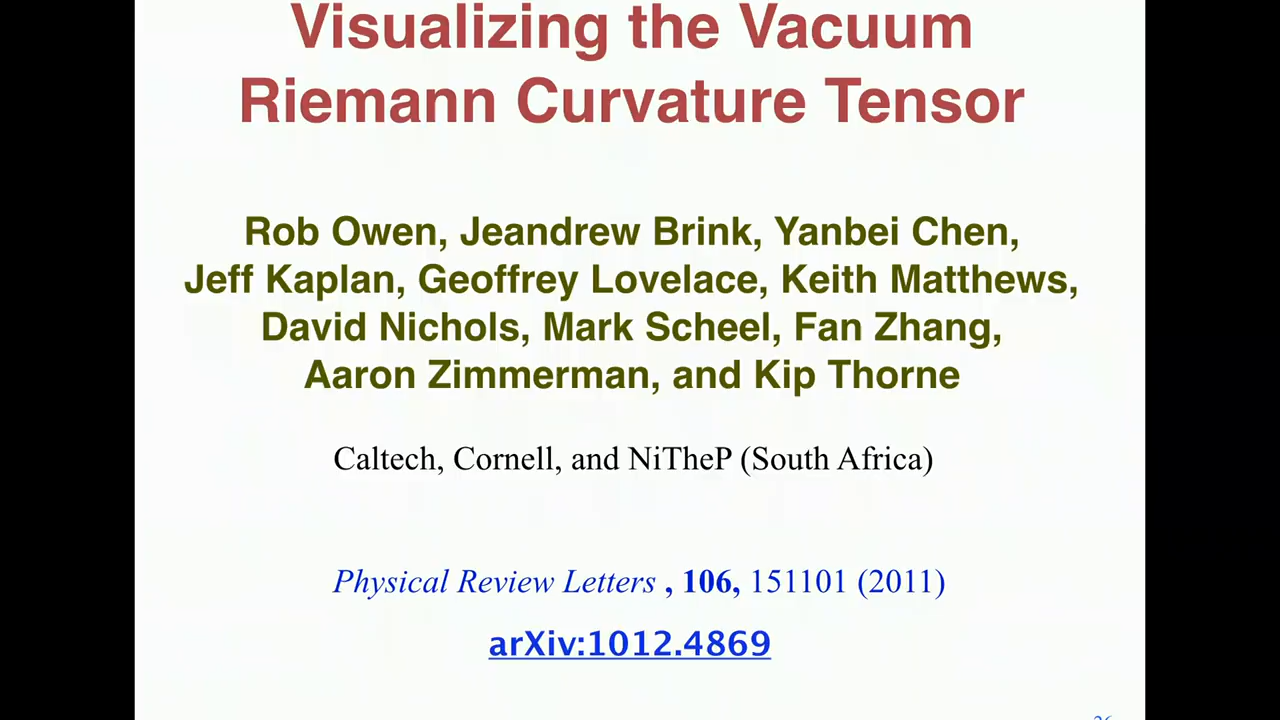 Visualizing the Vacuum
Riemann Curvature Tensor
Rob Owen, Jeandrew Brink, Yanbei Chen,
Jeff Kaplan, Geoffrey Lovelace, Keith Matthews,
David Nichols, Mark Scheel, Fan Zhang,
Aaron Zimmerman, and Kip Thorne
Caltech, Cornell, and NiTheP (South Africa)
Physical Review Letters , 106, 151101 (2011)
arXiv:1012.4869